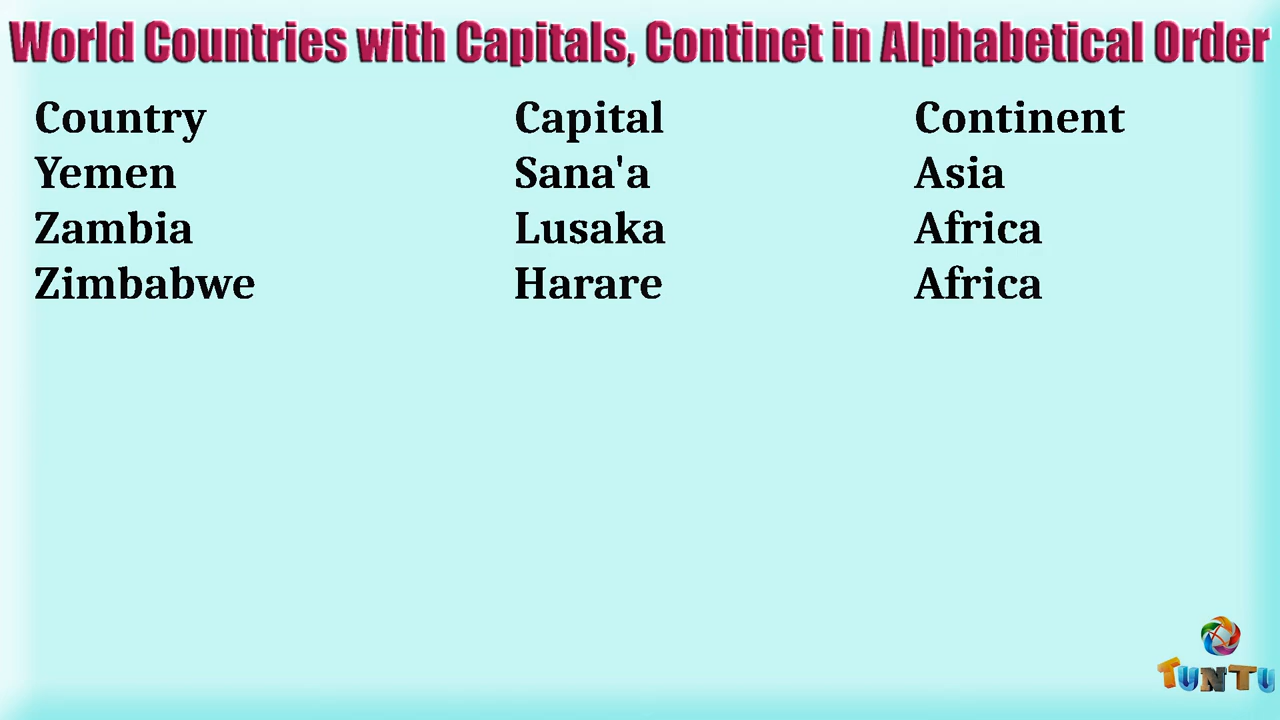 World Countries with Capitals, Continet in Alphabetical Order
Country Capital Continent
Yemen Sana'a Asia
Zambia Lusaka Africa
Zimbabwe Harare Africa
TUNTU